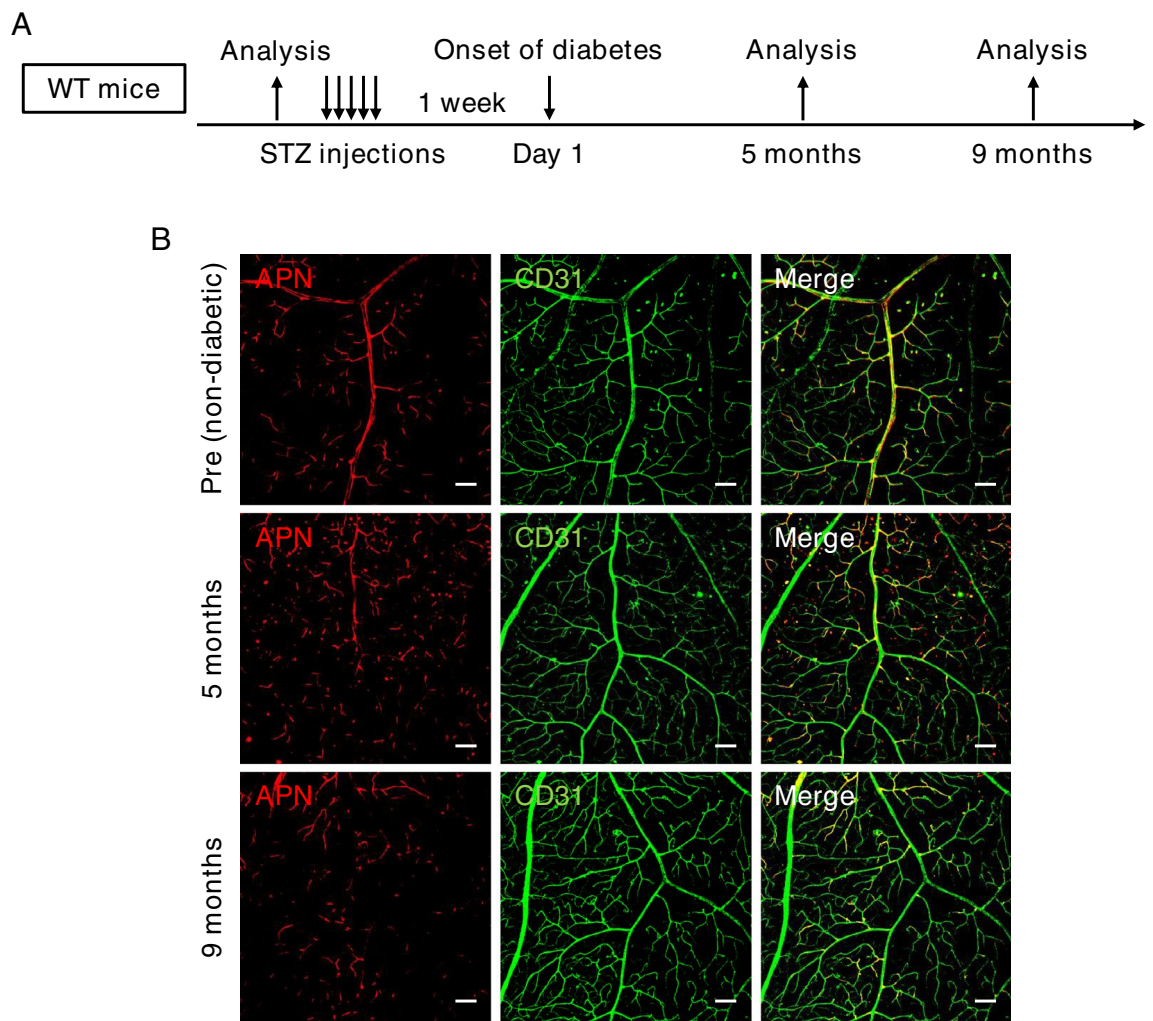 A
Analysis
Onset of diabetes
Analysis
Analysis
WT mice
1 week
STZ injections
Day 1
5 months
9 months
B
Pre (non-diabetic)
APN
CD31
Merge
5 months
APN
CD31
Merge
9 months
APN
CD31
Merge